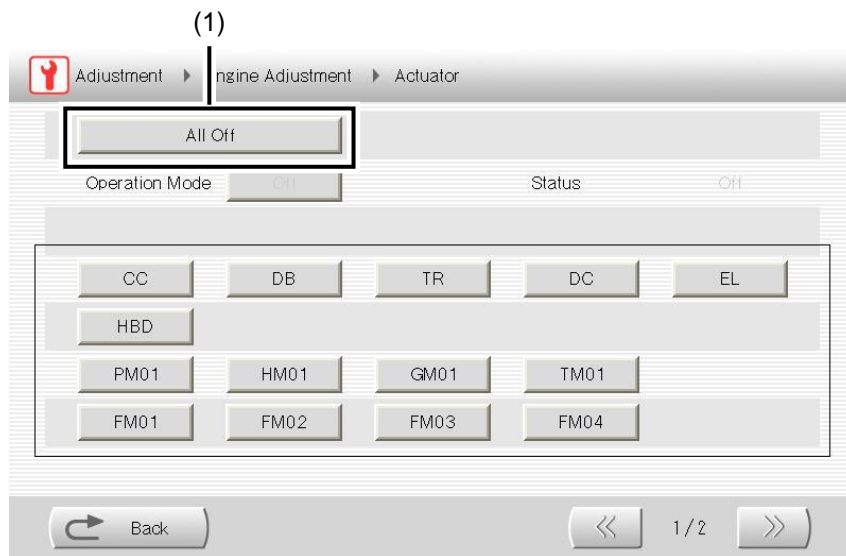 (1)
Adjustment ngine Adjustment Actuator
All Off
Operation Mode Off Status Off
CC DB TR DC EL
HBD
PM01 HM01 GM01 TM01
FM01 FM02 FM03 FM04
Back 1/2